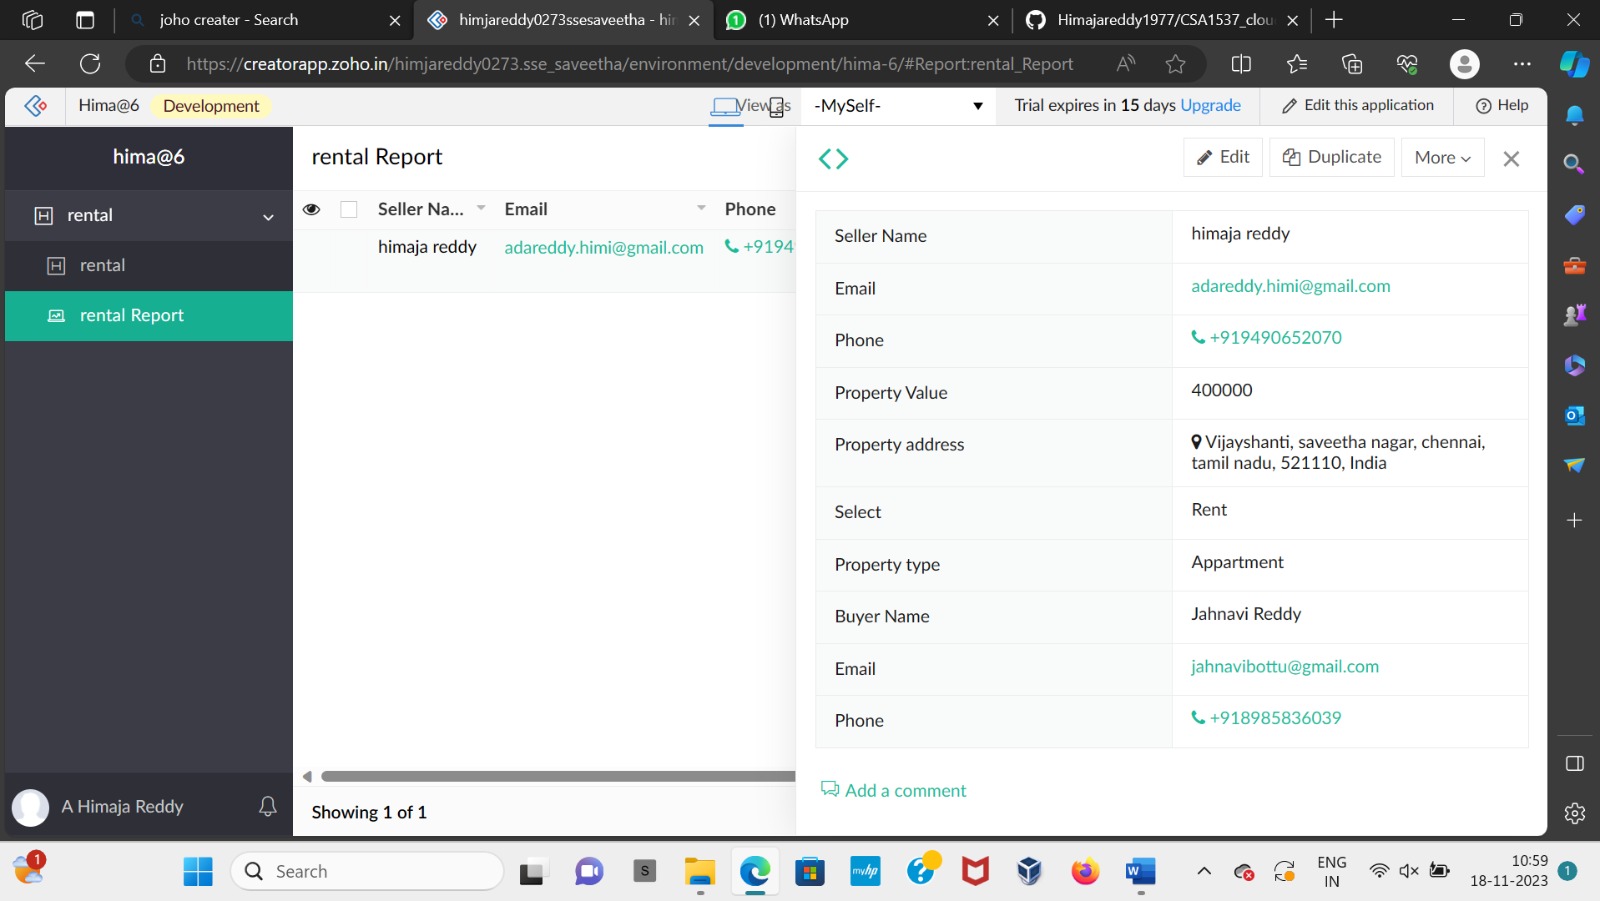 joho creater - Search
himjareddy0273ssesaveetha - hir
(1) WhatsApp
Himajareddy1977/CSA1537_clou
https://creatorapp.zoho.in/himjareddy0273.sse_saveetha/environment/development/hima-6/#Report:rental_Report
Hima@6
Development
View as
-MySelf-
Trial expires in 15 days Upgrade
Edit this application
Help
hima@6
rental
rental
rental Report
A Himaja Reddy
rental Report
Seller Na... Email Phone
himaja reddy adareddy.himi@gmail.com +9194
Showing 1 of 1
Edit
Duplicate
More
Seller Name himaja reddy
Email adareddy.himi@gmail.com
Phone +919490652070
Property Value 400000
Property address Vijayshanti, saveetha nagar, chennai,
tamil nadu, 521110, India
Select Rent
Property type Appartment
Buyer Name Jahnavi Reddy
Email jahnavibottu@gmail.com
Phone +918985836039
Add a comment
1
Search
S
myhp
W
ENG
IN
10:59
18-11-2023
1